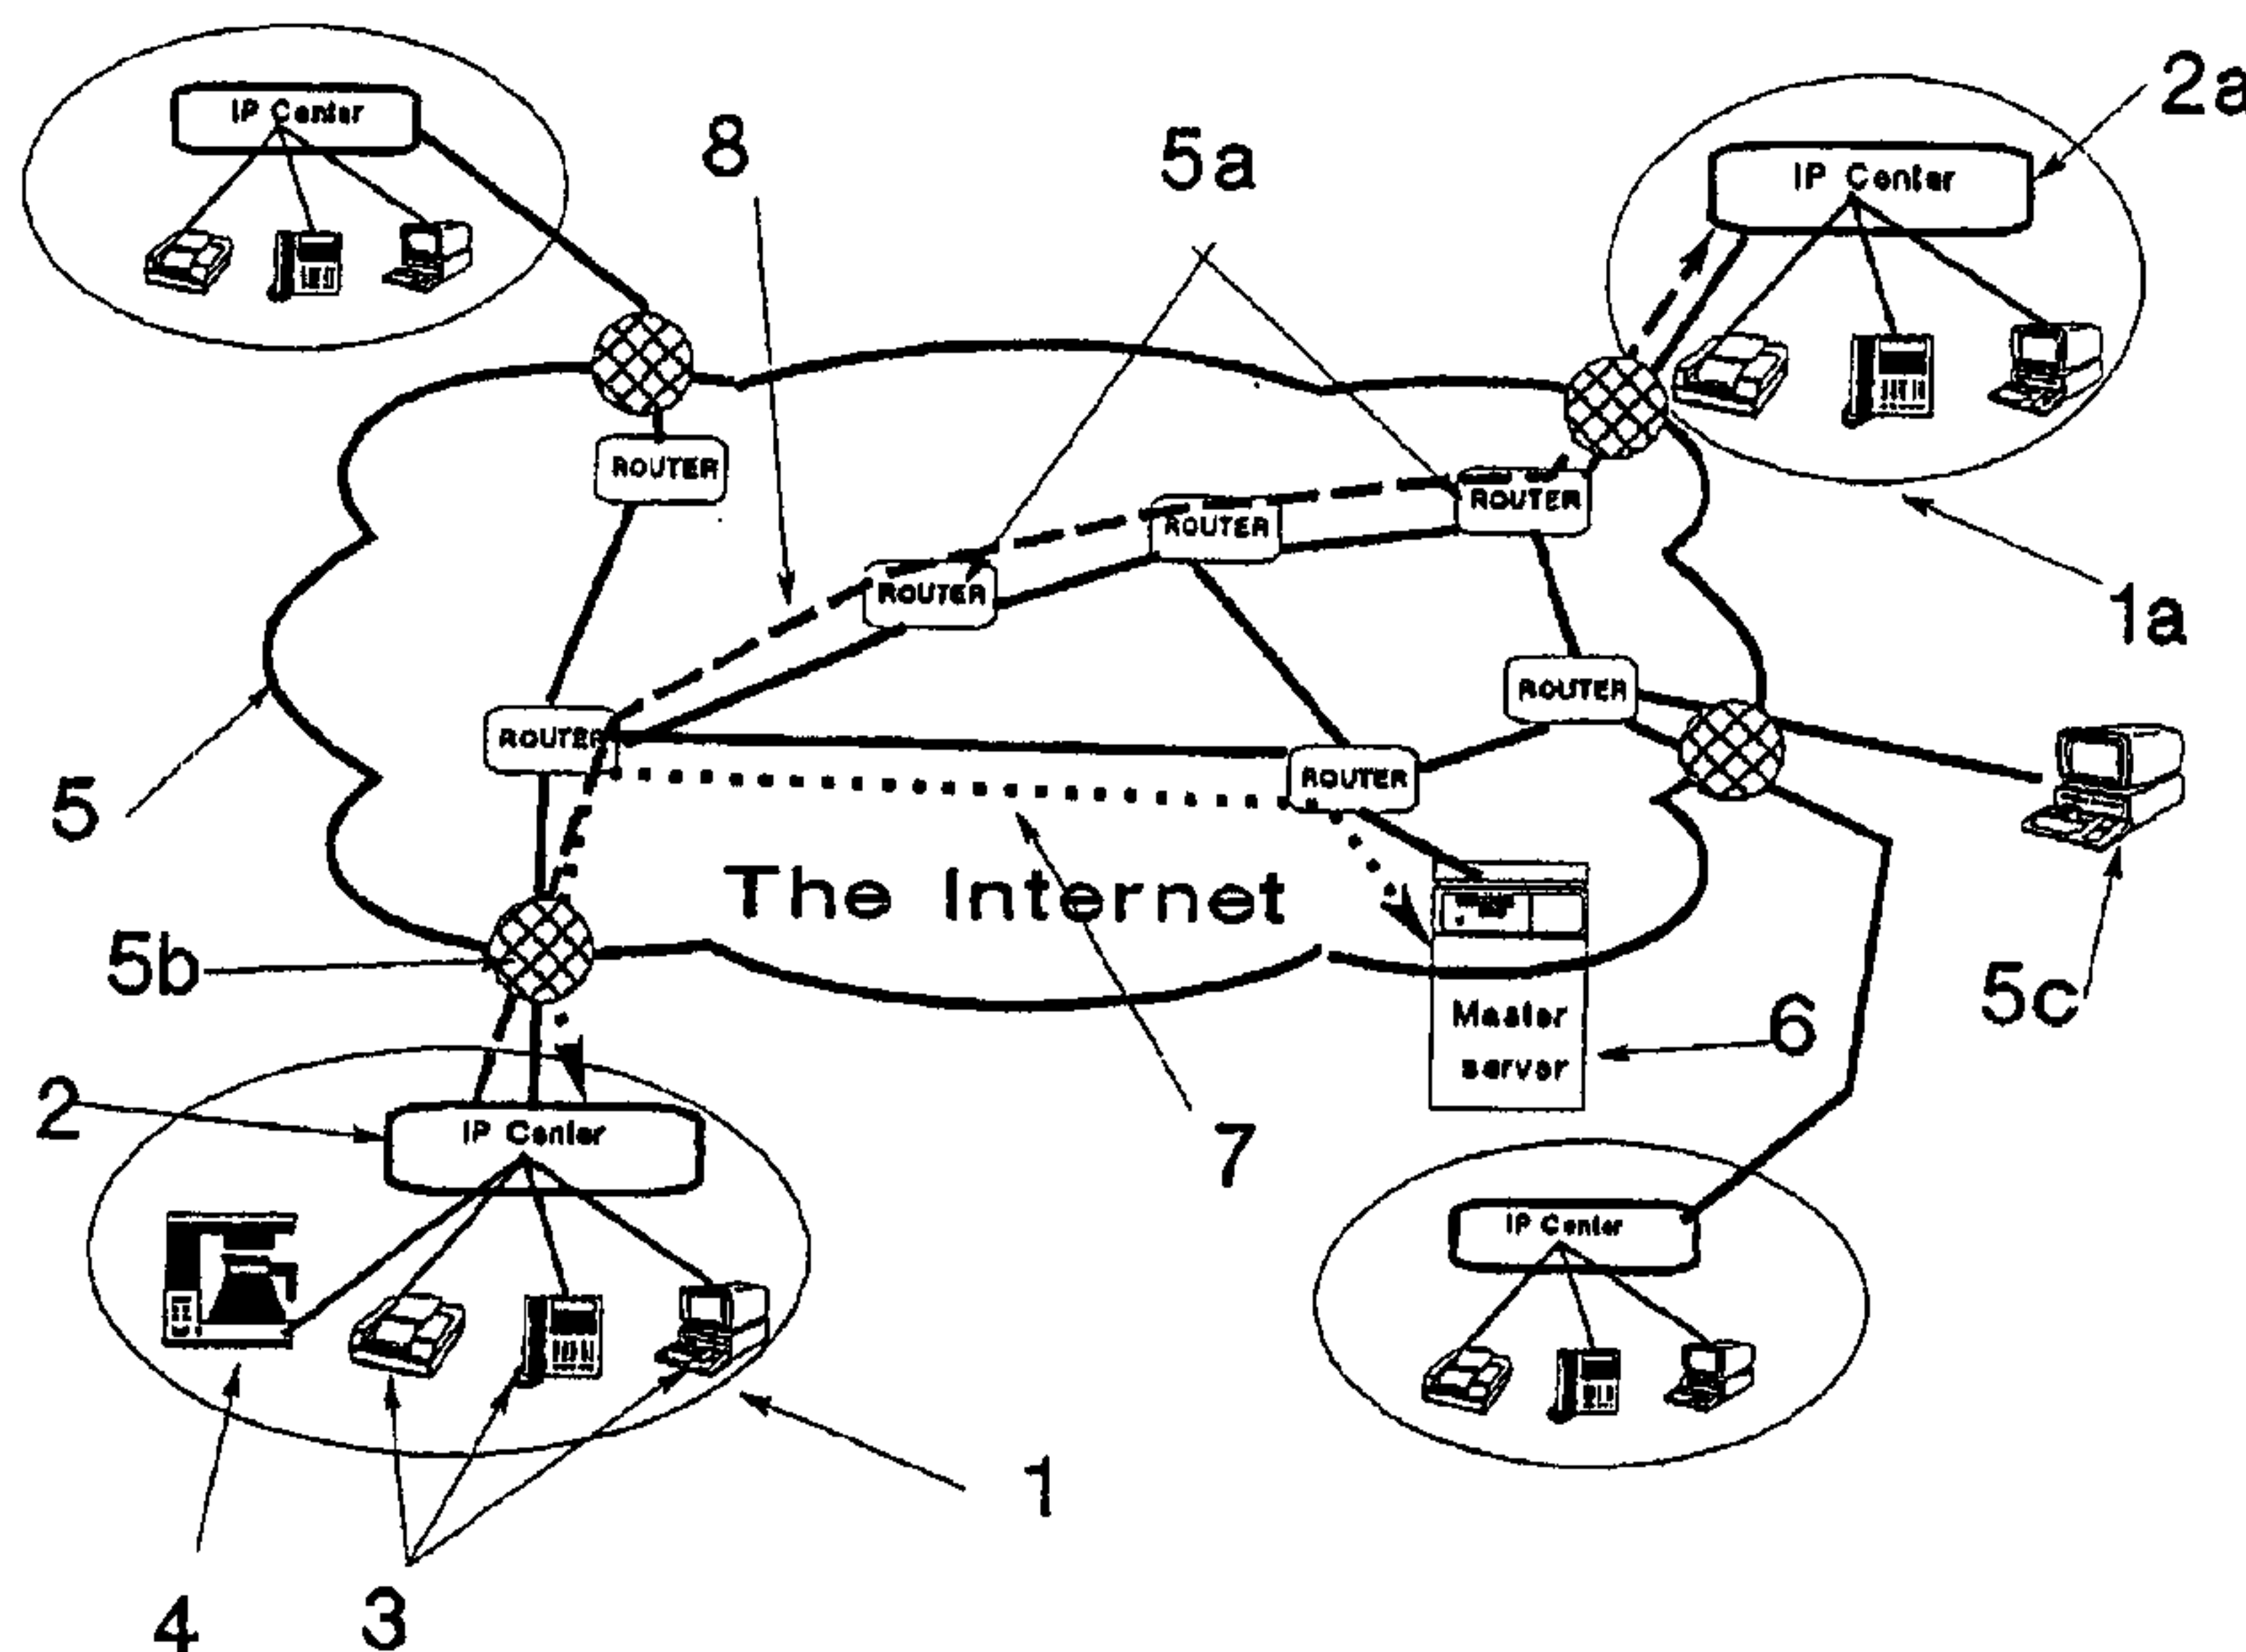 IP Center
8
5a
2a
IP Center
1a
ROUTER
ROUTER
ROUTER
ROUTER
ROUTER
ROUTER
ROUTER
5
The Internet
5b
5c
Master
server
6
2
IP Center
7
IP Center
1
4
3